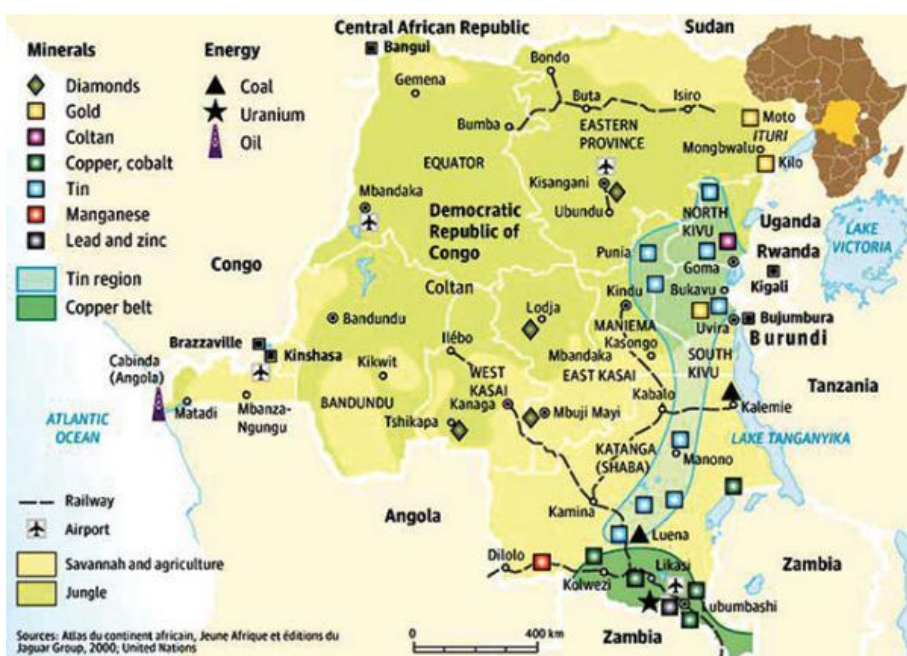 Minerals
Diamonds
Gold
Coltan
Copper, cobalt
Tin
Manganese
Lead and zinc
Tin region
Copper belt
Energy
Coal
Uranium
Oil
Central African Republic
Bangui
Sudan
Gemena
Bondo
Buta
Isiro
Bumba
EASTERN
PROVINCE
Moto
ITURI
Mongbwalu
Kilo
EQUATOR
Kisangani
Ubundu
Mbandaka
Democratic
Republic of
Congo
NORTH
KIVU
Uganda
LAKE
VICTORIA
Punia
Goma
Rwanda
Kigali
Congo
Coltan
Kindu
Bukavu
Lodja
MANIEMA
Uvira
Bujumbura
Burundi
Bandundu
Brazzaville
Kinshasa
Ilébo
Kasongo
Mbandaka
SOUTH
KIVU
Cabinda
(Angola)
Kikwit
WEST
KASAI
EAST KASAI
Tanzania
Matadi
Mbanza-
Ngungu
BANDUNDU
Kanaga
Tshikapa
Mbuji Mayi
Kabalo
Kalemie
ATLANTIC
OCEAN
LAKE TANGANYIKA
KATANGA
(SHABA)
Manono
Railway
Airport
Savannah and agriculture
Jungle
Angola
Kamina
Luena
Dilolo
Kolwezi
Likasi
Lubumbashi
Zambia
Zambia
0 400 km
Sources: Atlas du continent africain, Jeune Afrique et éditions du
Jaguar Group, 2000; United Nations